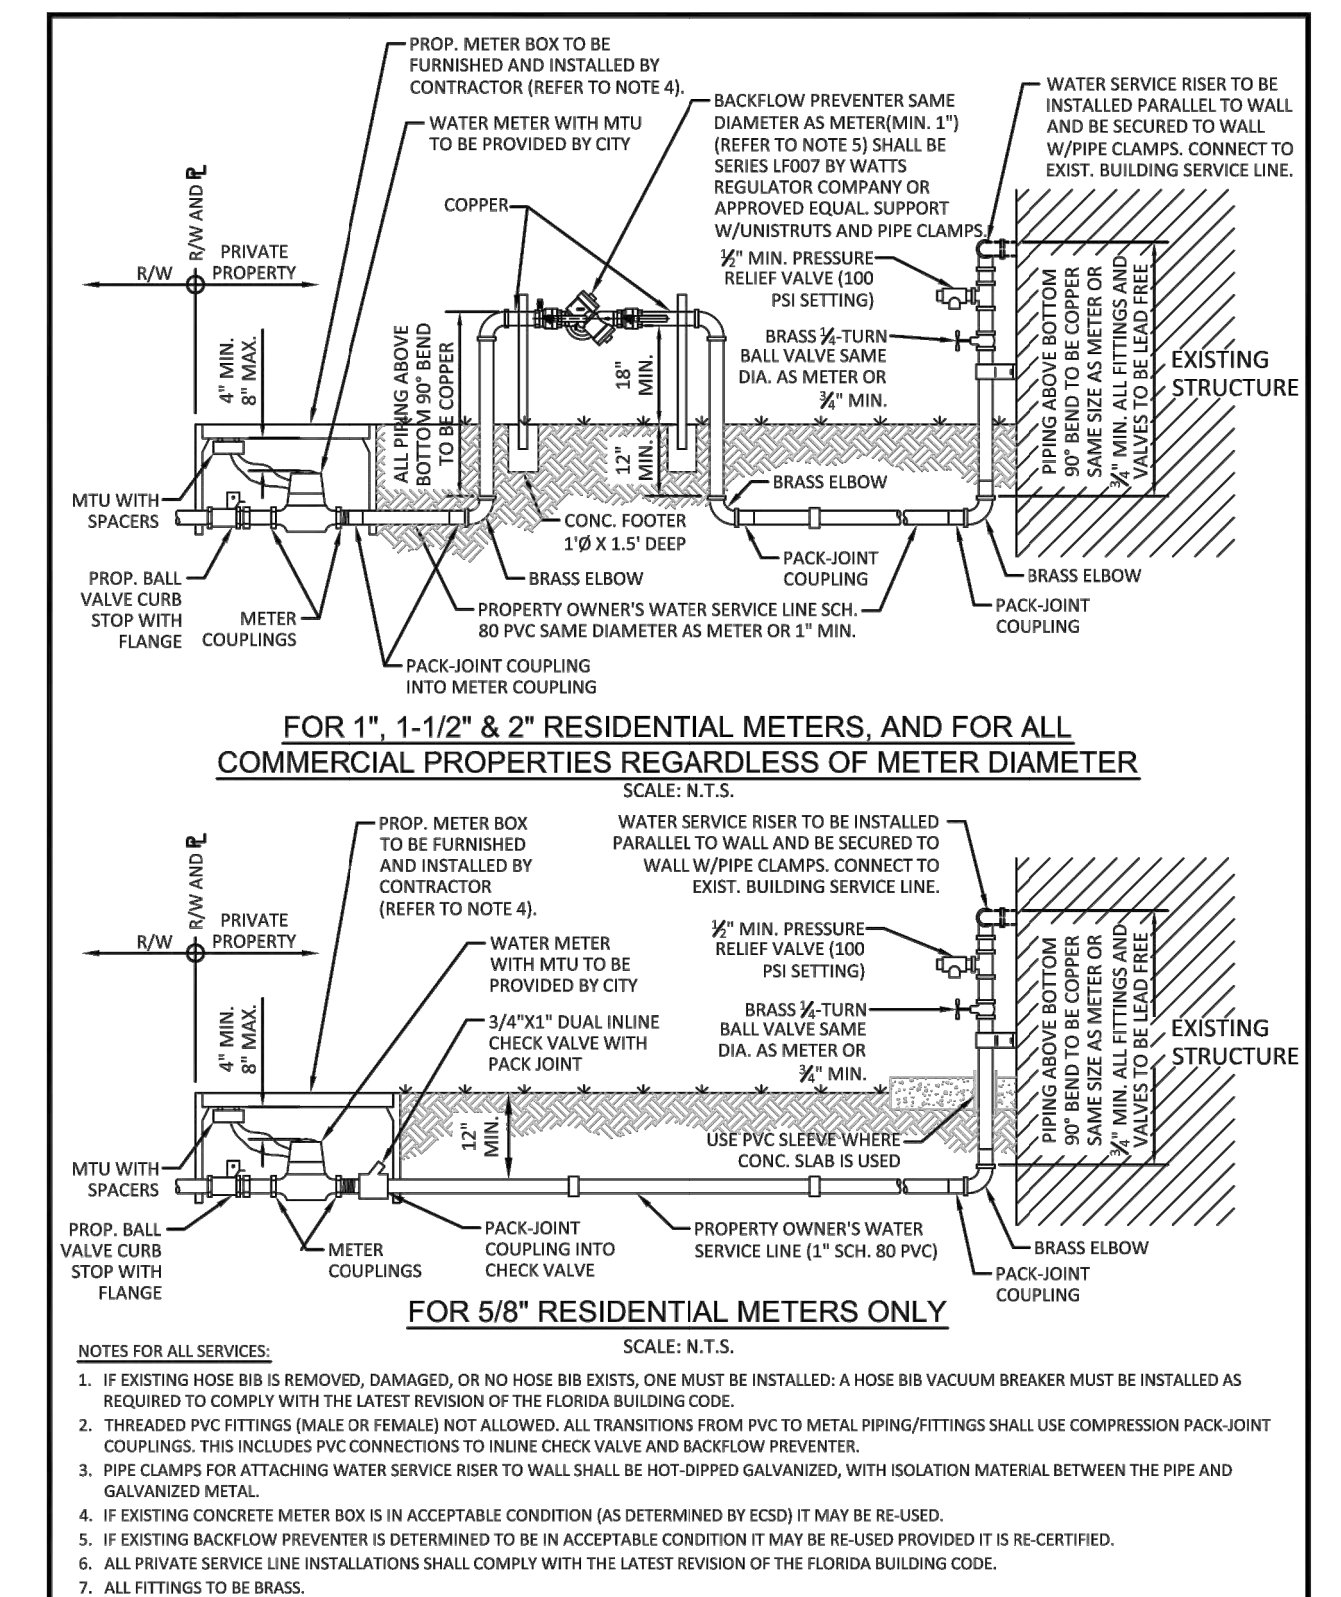 PROP. METER BOX TO BE
FURNISHED AND INSTALLED BY
CONTRACTOR (REFER TO NOTE 4).
WATER METER WITH MTU
TO BE PROVIDED BY CITY
BACKFLOW PREVENTER SAME
DIAMETER AS METER(MIN. 1")
(REFER TO NOTE 5) SHALL BE
SERIES LF007 BY WATTS
REGULATOR COMPANY OR
APPROVED EQUAL. SUPPORT
W/UNISTRUTS AND PIPE CLAMPS.
WATER SERVICE RISER TO BE
INSTALLED PARALLEL TO WALL
AND BE SECURED TO WALL
W/PIPE CLAMPS. CONNECT TO
EXIST. BUILDING SERVICE LINE.
R/W AND PL
R/W
PRIVATE
PROPERTY
COPPER
½" MIN. PRESSURE
RELIEF VALVE (100
PSI SETTING)
BRASS ¼-TURN
BALL VALVE SAME
DIA. AS METER OR
¾" MIN.
4" MIN.
8" MAX.
ALL PIPING ABOVE
BOTTOM 90° BEND
TO BE COPPER
18"
MIN.
12"
MIN.
PIPING ABOVE BOTTOM
90° BEND TO BE COPPER
SAME SIZE AS METER OR
¾" MIN. ALL FITTINGS AND
VALVES TO BE LEAD FREE
EXISTING
STRUCTURE
MTU WITH
SPACERS
PROP. BALL
VALVE CURB
STOP WITH
FLANGE
METER
COUPLINGS
CONC. FOOTER
1'Ø X 1.5' DEEP
BRASS ELBOW
BRASS ELBOW
PACK-JOINT
COUPLING
BRASS ELBOW
PACK-JOINT
COUPLING
PROPERTY OWNER'S WATER SERVICE LINE SCH.
80 PVC SAME DIAMETER AS METER OR 1" MIN.
PACK-JOINT COUPLING
INTO METER COUPLING
FOR 1", 1-1/2" & 2" RESIDENTIAL METERS, AND FOR ALL
COMMERCIAL PROPERTIES REGARDLESS OF METER DIAMETER
SCALE: N.T.S.
PROP. METER BOX
TO BE FURNISHED
AND INSTALLED BY
CONTRACTOR
(REFER TO NOTE 4).
WATER METER
WITH MTU TO BE
PROVIDED BY CITY
3/4"X1" DUAL INLINE
CHECK VALVE WITH
PACK JOINT
WATER SERVICE RISER TO BE INSTALLED
PARALLEL TO WALL AND BE SECURED TO
WALL W/PIPE CLAMPS. CONNECT TO
EXIST. BUILDING SERVICE LINE.
R/W AND PL
R/W
PRIVATE
PROPERTY
½" MIN. PRESSURE
RELIEF VALVE (100
PSI SETTING)
BRASS ¼-TURN
BALL VALVE SAME
DIA. AS METER OR
¾" MIN.
4" MIN.
8" MAX.
12"
MIN.
USE PVC SLEEVE WHERE
CONC. SLAB IS USED
PIPING ABOVE BOTTOM
90° BEND TO BE COPPER
SAME SIZE AS METER OR
¾" MIN. ALL FITTINGS AND
VALVES TO BE LEAD FREE
EXISTING
STRUCTURE
MTU WITH
SPACERS
PROP. BALL
VALVE CURB
STOP WITH
FLANGE
METER
COUPLINGS
PACK-JOINT
COUPLING INTO
CHECK VALVE
PROPERTY OWNER'S WATER
SERVICE LINE (1" SCH. 80 PVC)
BRASS ELBOW
PACK-JOINT
COUPLING
FOR 5/8" RESIDENTIAL METERS ONLY
SCALE: N.T.S.
NOTES FOR ALL SERVICES:
1. IF EXISTING HOSE BIB IS REMOVED, DAMAGED, OR NO HOSE BIB EXISTS, ONE MUST BE INSTALLED: A HOSE BIB VACUUM BREAKER MUST BE INSTALLED AS
REQUIRED TO COMPLY WITH THE LATEST REVISION OF THE FLORIDA BUILDING CODE.
2. THREADED PVC FITTINGS (MALE OR FEMALE) NOT ALLOWED. ALL TRANSITIONS FROM PVC TO METAL PIPING/FITTINGS SHALL USE COMPRESSION PACK-JOINT
COUPLINGS. THIS INCLUDES PVC CONNECTIONS TO INLINE CHECK VALVE AND BACKFLOW PREVENTER.
3. PIPE CLAMPS FOR ATTACHING WATER SERVICE RISER TO WALL SHALL BE HOT-DIPPED GALVANIZED, WITH ISOLATION MATERIAL BETWEEN THE PIPE AND
GALVANIZED METAL.
4. IF EXISTING CONCRETE METER BOX IS IN ACCEPTABLE CONDITION (AS DETERMINED BY ECSD) IT MAY BE RE-USED.
5. IF EXISTING BACKFLOW PREVENTER IS DETERMINED TO BE IN ACCEPTABLE CONDITION IT MAY BE RE-USED PROVIDED IT IS RE-CERTIFIED.
6. ALL PRIVATE SERVICE LINE INSTALLATIONS SHALL COMPLY WITH THE LATEST REVISION OF THE FLORIDA BUILDING CODE.
7. ALL FITTINGS TO BE BRASS.